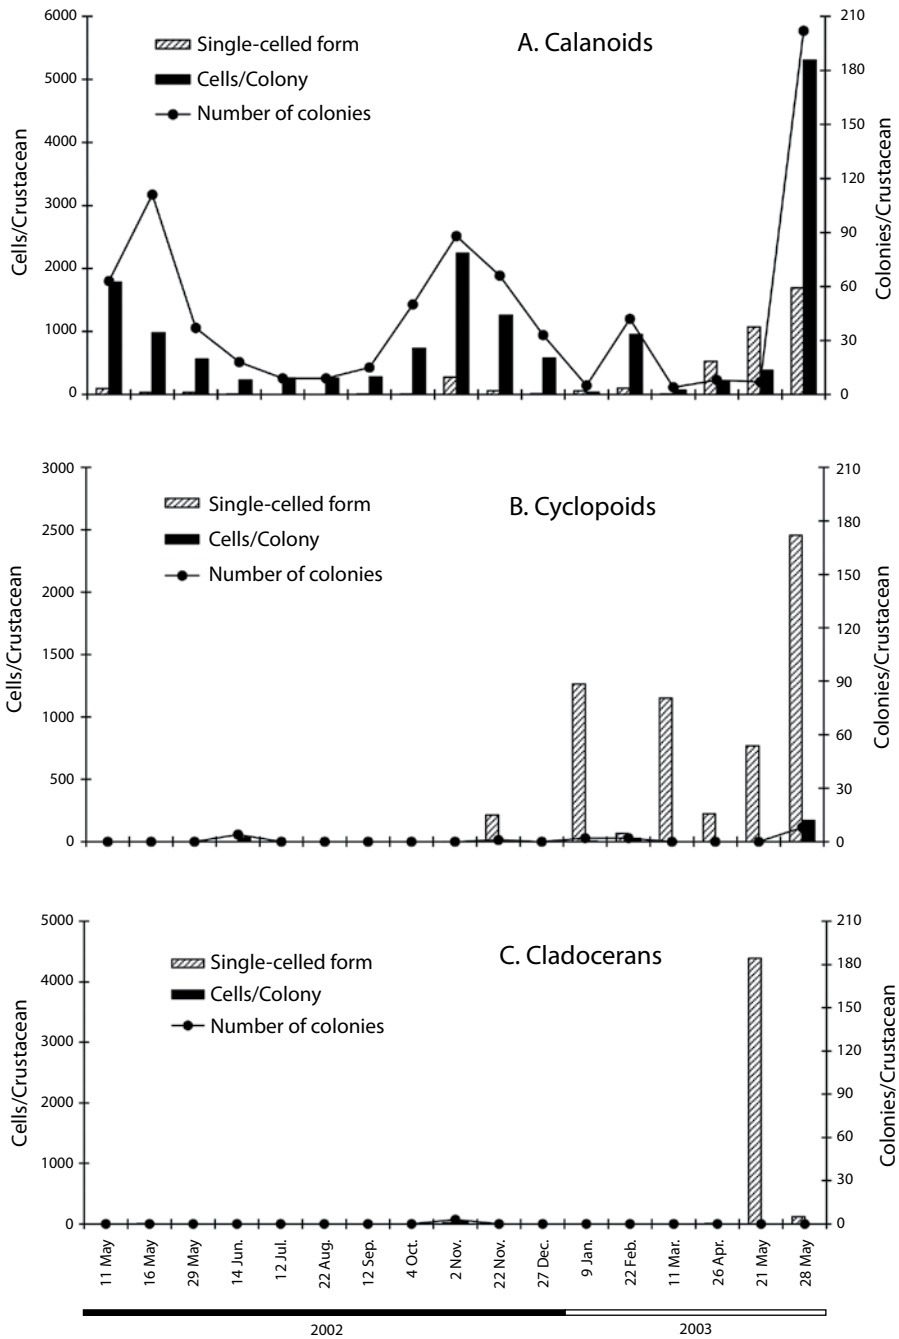 A. Calanoids
Single-celled form
Cells/Colony
Number of colonies
Cells/Crustacean
6000
5000
4000
3000
2000
1000
0
Colonies/Crustacean
210
180
150
120
90
60
30
0
B. Cyclopoids
Single-celled form
Cells/Colony
Number of colonies
Cells/Crustacean
3000
2500
2000
1500
1000
500
0
Colonies/Crustacean
210
180
150
120
90
60
30
0
C. Cladocerans
Single-celled form
Cells/Colony
Number of colonies
Cells/Crustacean
5000
4000
3000
2000
1000
0
Colonies/Crustacean
210
180
150
120
90
60
30
0
11 May
16 May
29 May
14 Jun.
12 Jul.
22 Aug.
12 Sep.
4 Oct.
2 Nov.
22 Nov.
27 Dec.
9 Jan.
22 Feb.
11 Mar.
26 Apr.
21 May
28 May
2002
2003